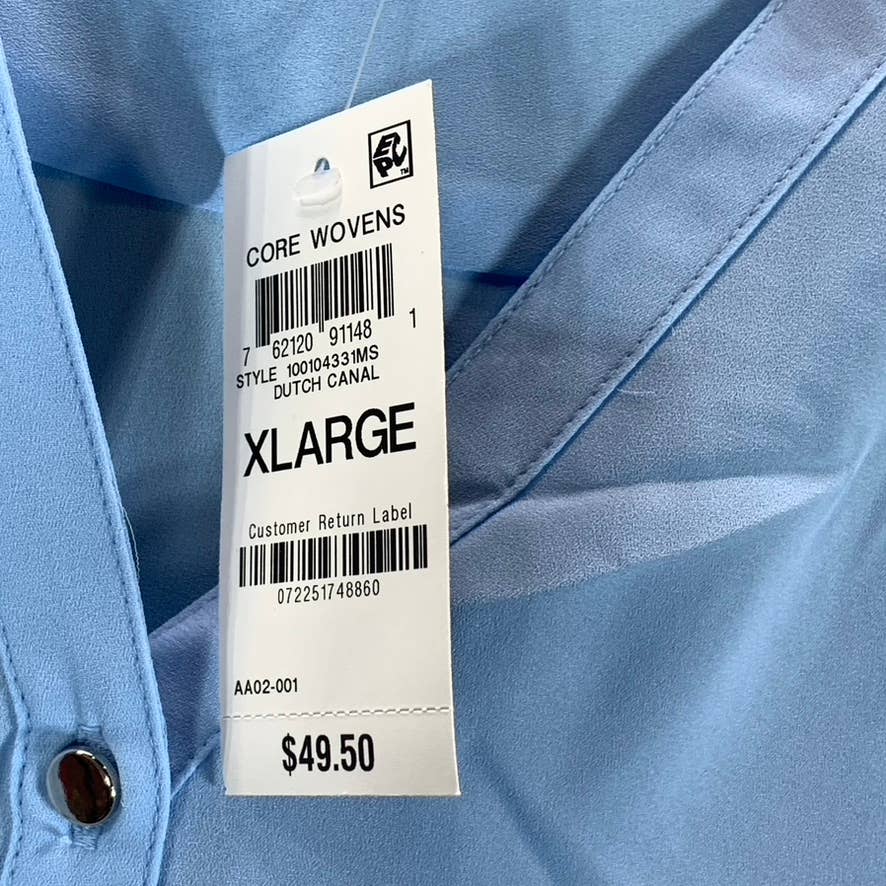 EPC™
CORE WOVENS
7 62120 91148 1
STYLE 100104331MS
DUTCH CANAL
XLARGE
Customer Return Label
072251748860
AA02-001
$49.50